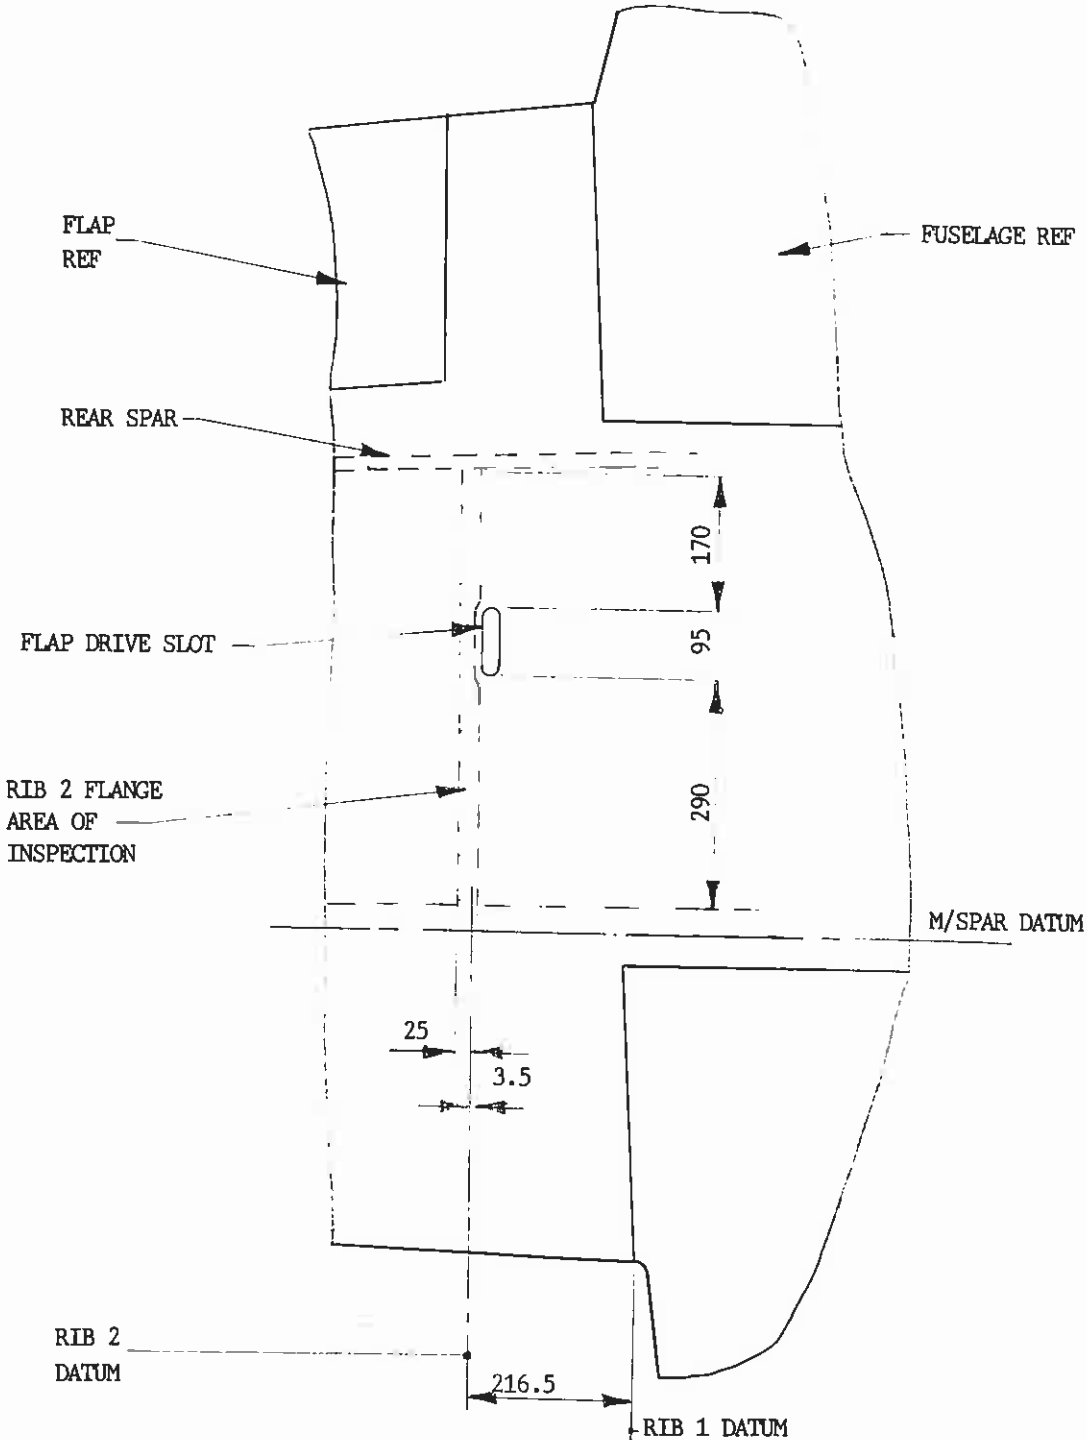 FLAP
REF
FUSELAGE REF
REAR SPAR
170
FLAP DRIVE SLOT
95
RIB 2 FLANGE
AREA OF
INSPECTION
290
M/SPAR DATUM
25
3.5
RIB 2
DATUM
216.5
RIB 1 DATUM